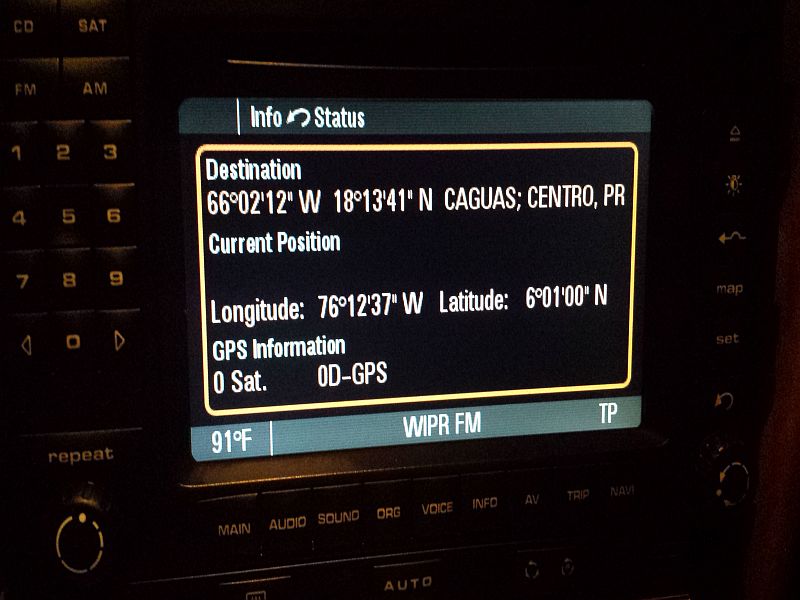 CD SAT
FM AM
1 2 3
4 5 6
7 8 9
0
repeat
Info Status
Destination
66°02'12" W 18°13'41" N CAGUAS; CENTRO, PR
Current Position
Longitude: 76°12'37" W Latitude: 6°01'00" N
GPS Information
0 Sat. 0D-GPS
91°F WIPR FM TP
map
set
MAIN AUDIO SOUND ORG VOICE INFO AV TRIP NAVI
AUTO